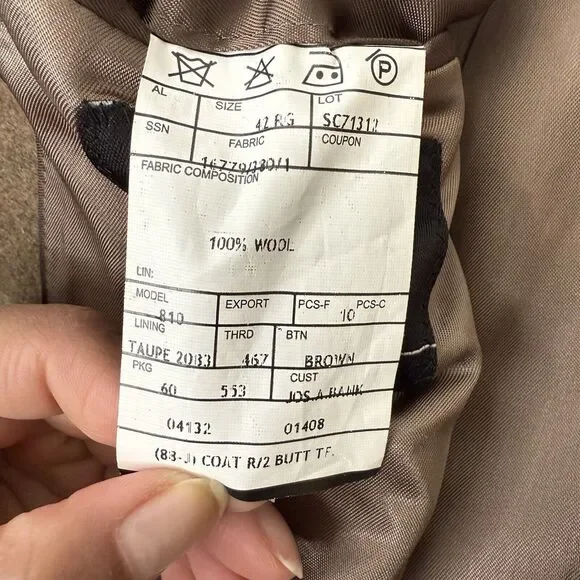 P
AL SIZE LOT
42 RG SC71312
SSN FABRIC COUPON
FABRIC COMPOSITION
100% WOOL
LIN:
MODEL EXPORT PCS-F PCS-C
810 10
LINING THRD BTN
TAUPE 2033 467 BROWN
PKG CUST
60 553 JOS.A.BANK
04132 01408
(83-J) COAT R/2 BUTT TF.